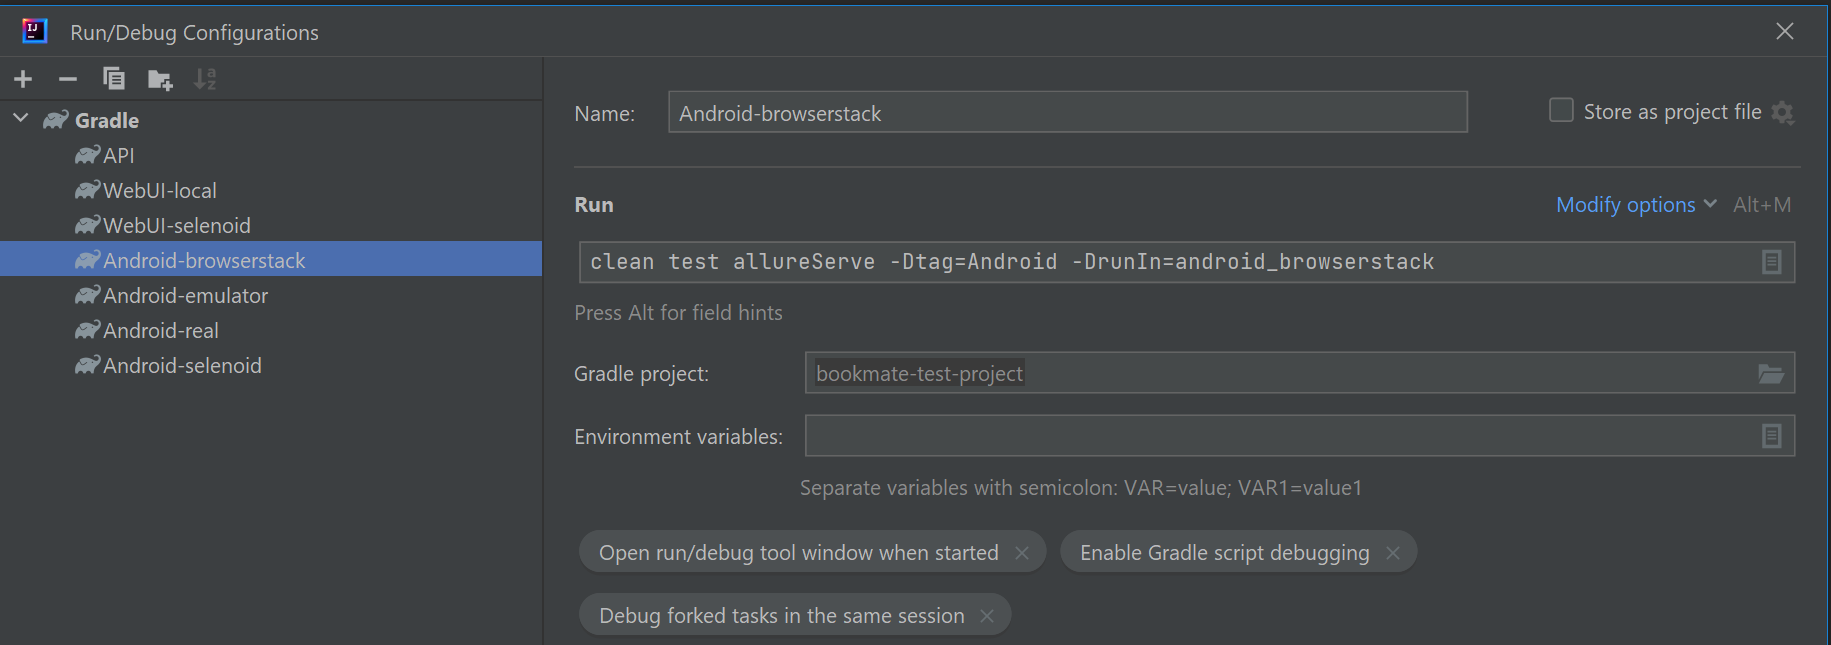 Run/Debug Configurations
Gradle
API
WebUI-local
WebUI-selenoid
Android-browserstack
Android-emulator
Android-real
Android-selenoid
Name: Android-browserstack Store as project file
Run Modify options Alt+M
clean test allureServe -Dtag=Android -DrunIn=android_browserstack
Press Alt for field hints
Gradle project: bookmate-test-project
Environment variables:
Separate variables with semicolon: VAR=value; VAR1=value1
Open run/debug tool window when started × Enable Gradle script debugging ×
Debug forked tasks in the same session ×